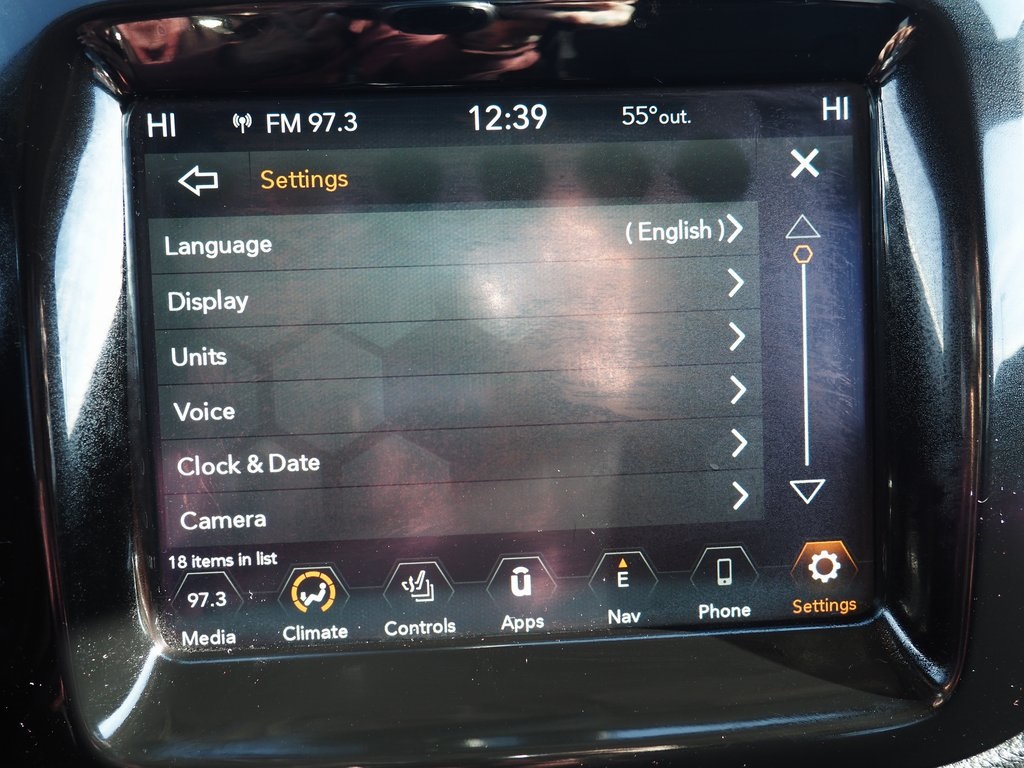 HI FM 97.3 12:39 55°out. HI
Settings
Language ( English )
Display
Units
Voice
Clock & Date
Camera
18 items in list
97.3 ū E
Media Climate Controls Apps Nav Phone Settings